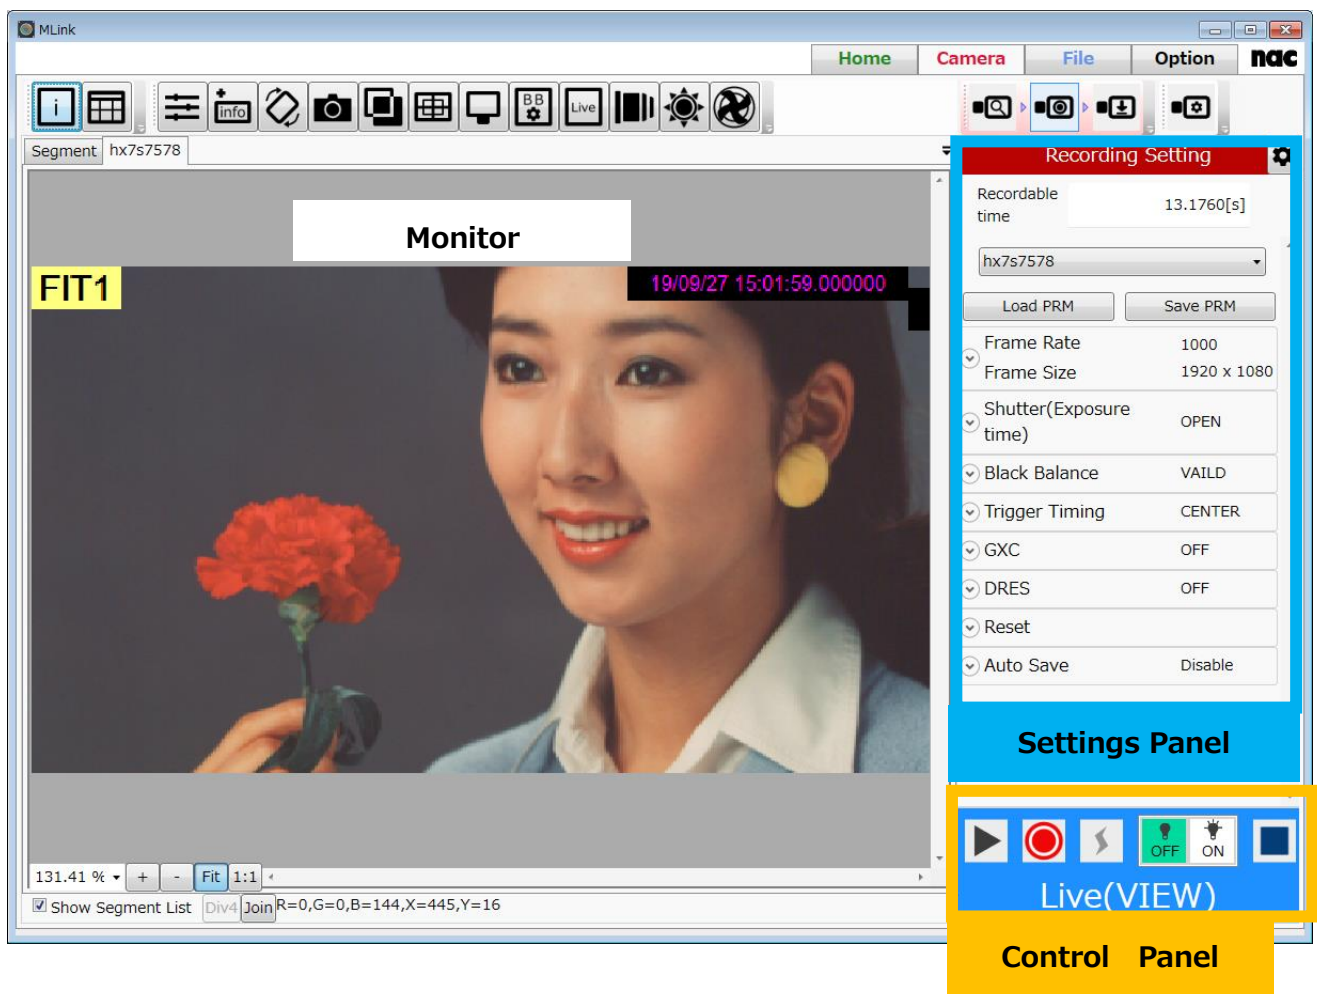 MLink
Home Camera File Option nac
i info BB Live
Segment hx7s7578
Recording Setting
Monitor
Recordable
time
13.1760[s]
hx7s7578
FIT1
19/09/27 15:01:59.000000
Load PRM Save PRM
Frame Rate 1000
Frame Size 1920 x 1080
Shutter(Exposure
time)
OPEN
Black Balance VAILD
Trigger Timing CENTER
GXC OFF
DRES OFF
Reset
Auto Save Disable
Settings Panel
OFF ON
Live(VIEW)
131.41 % + - Fit 1:1
Show Segment List Div4 Join R=0,G=0,B=144,X=445,Y=16
Control Panel